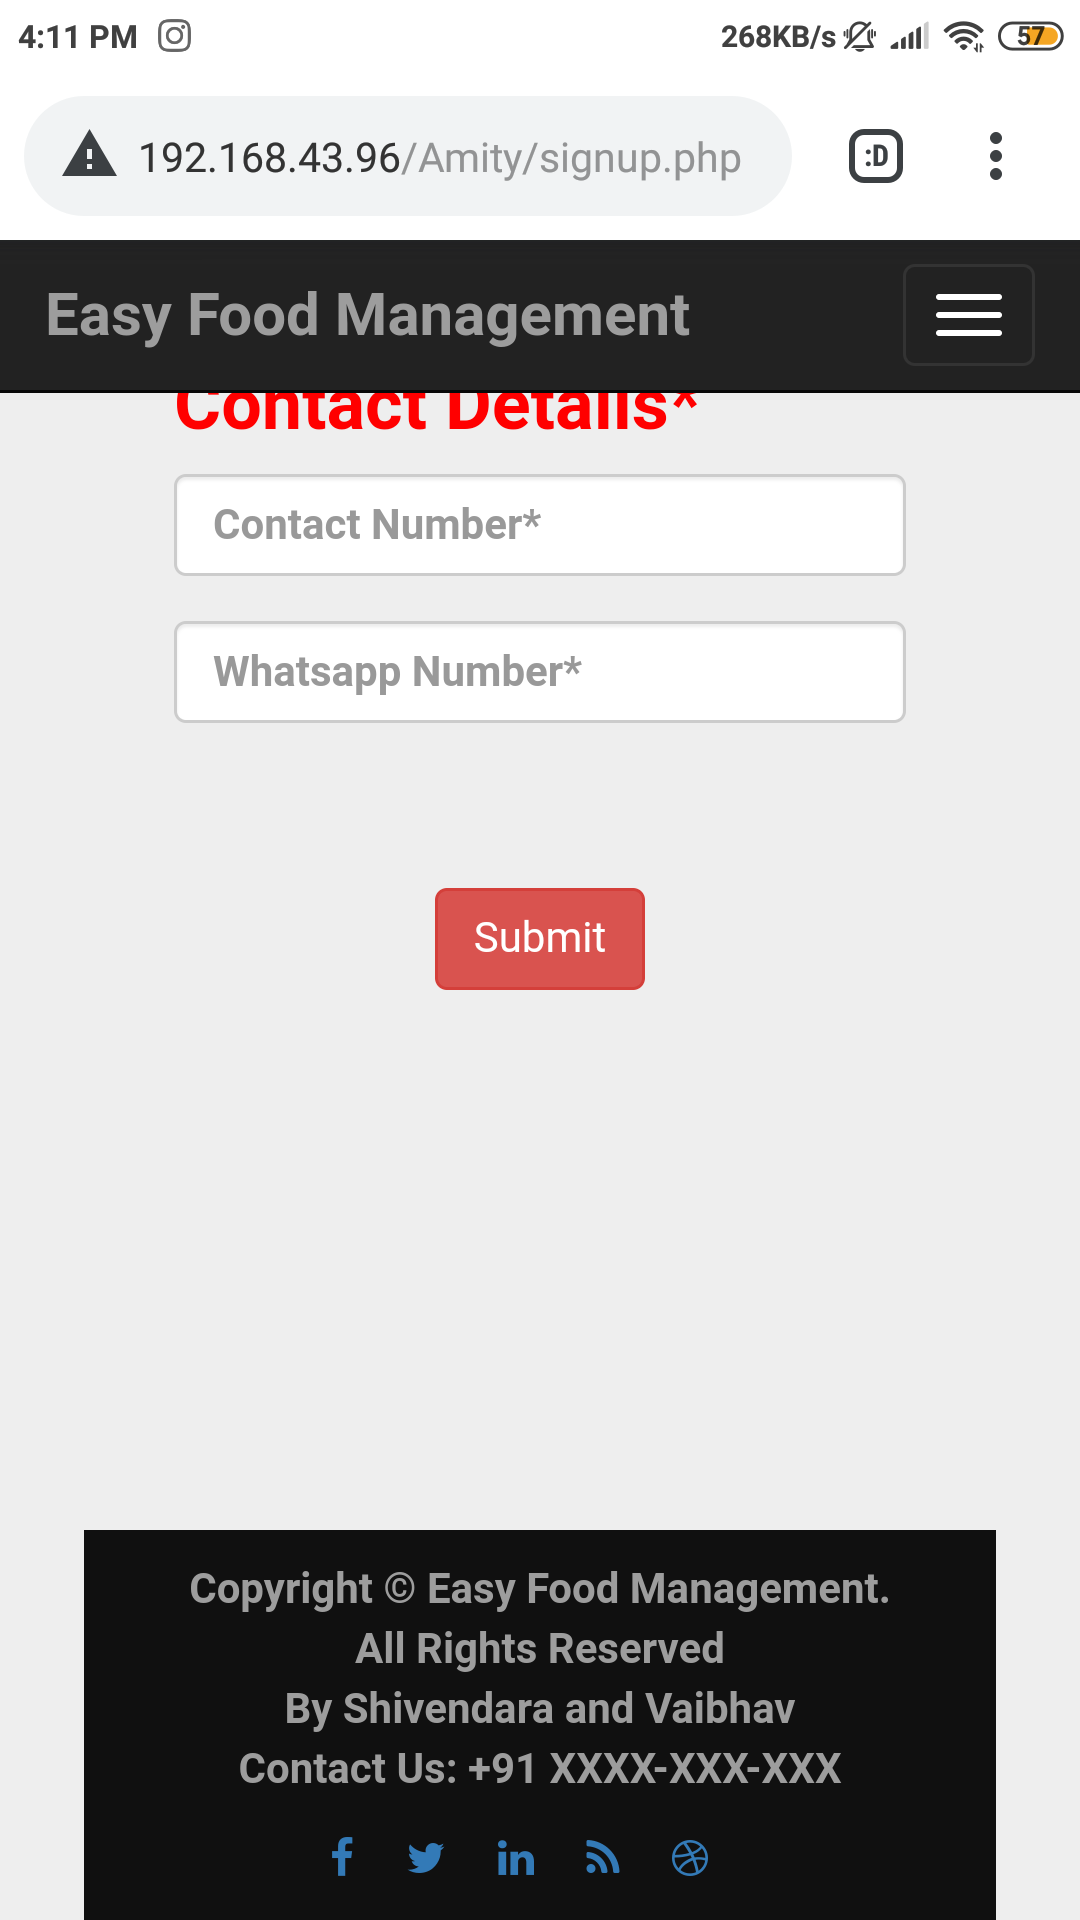 4:11 PM 268KB/s 57
192.168.43.96/Amity/signup.php :D
Easy Food Management
Contact Details*
Contact Number*
Whatsapp Number*
Submit
Copyright © Easy Food Management.
All Rights Reserved
By Shivendara and Vaibhav
Contact Us: +91 XXXX-XXX-XXX